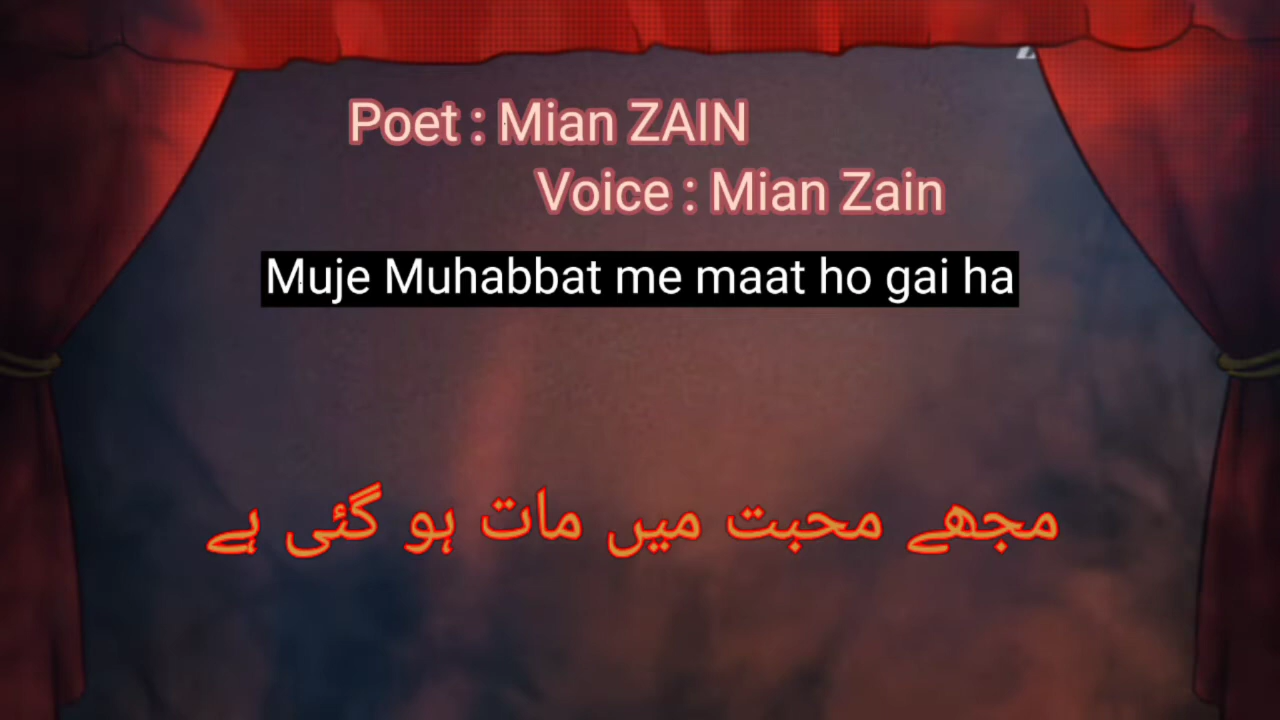 Poet : Mian ZAIN
Voice : Mian Zain
Muje Muhabbat me maat ho gai ha
مجھے محبت میں مات ہو گئی ہے